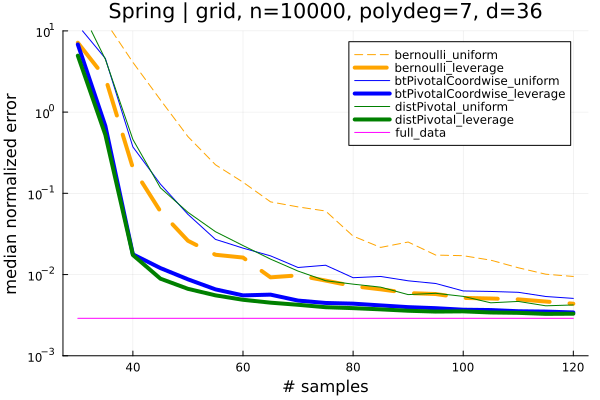 Spring | grid, n=10000, polydeg=7, d=36
median normalized error
10¹
10⁰
10⁻¹
10⁻²
10⁻³
bernoulli_uniform
bernoulli_leverage
btPivotalCoordwise_uniform
btPivotalCoordwise_leverage
distPivotal_uniform
distPivotal_leverage
full_data
40
60
80
100
120
# samples